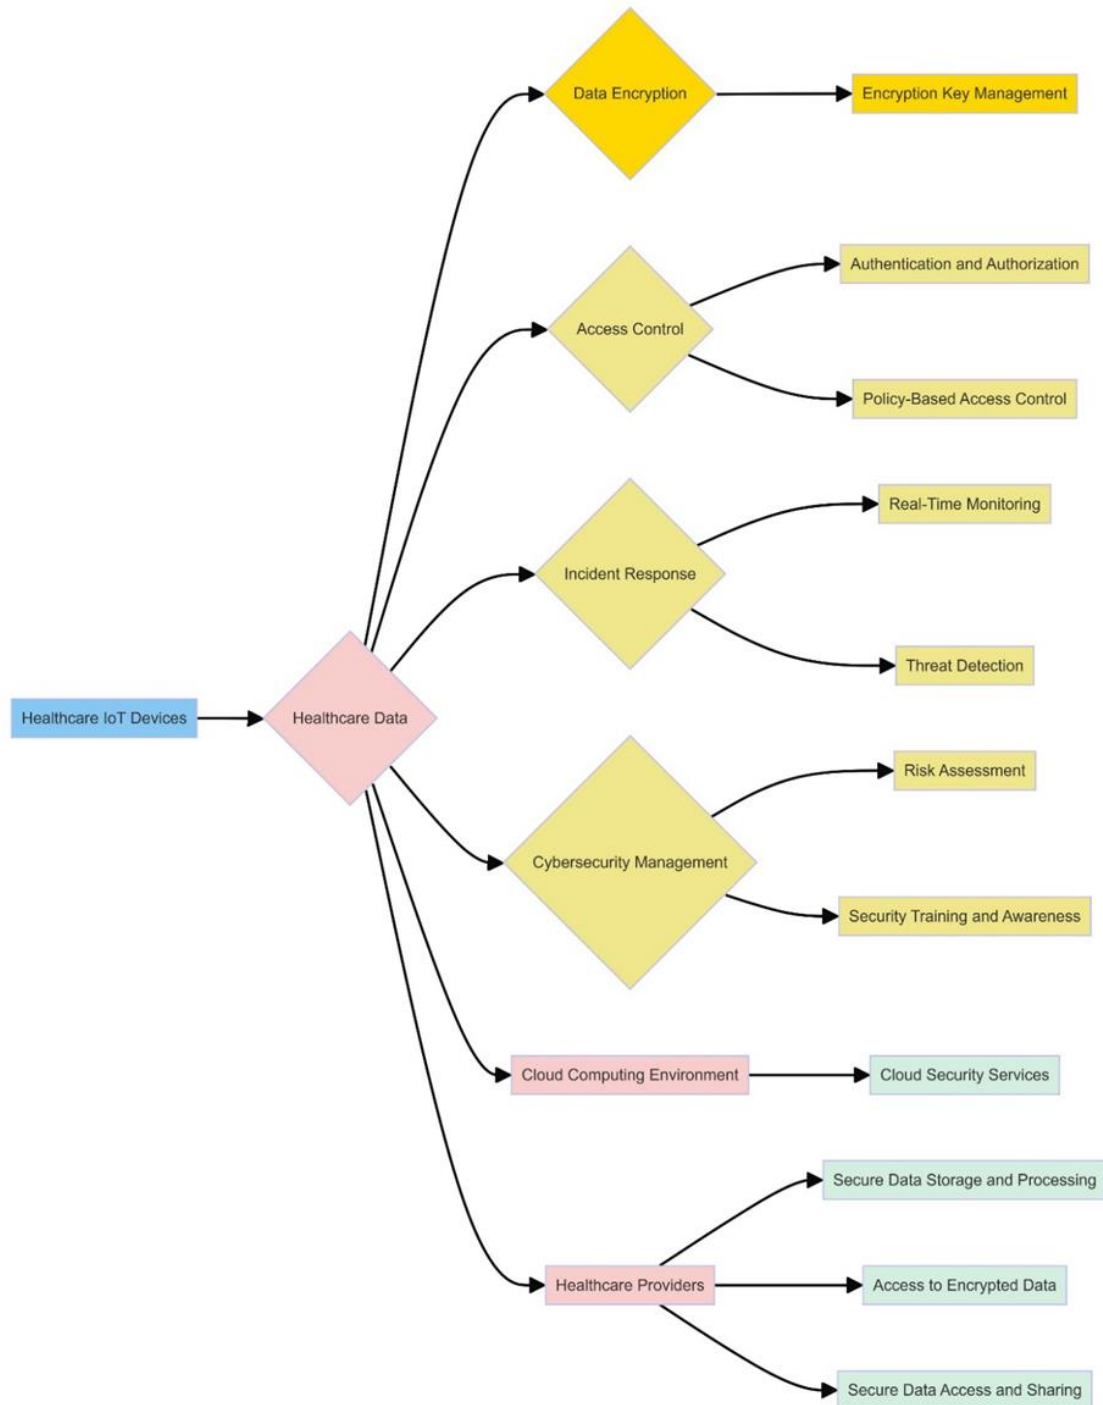 Data Encryption
Encryption Key Management
Authentication and Authorization
Access Control
Policy-Based Access Control
Real-Time Monitoring
Incident Response
Threat Detection
Healthcare IoT Devices
Healthcare Data
Risk Assessment
Cybersecurity Management
Security Training and Awareness
Cloud Computing Environment
Cloud Security Services
Secure Data Storage and Processing
Healthcare Providers
Access to Encrypted Data
Secure Data Access and Sharing